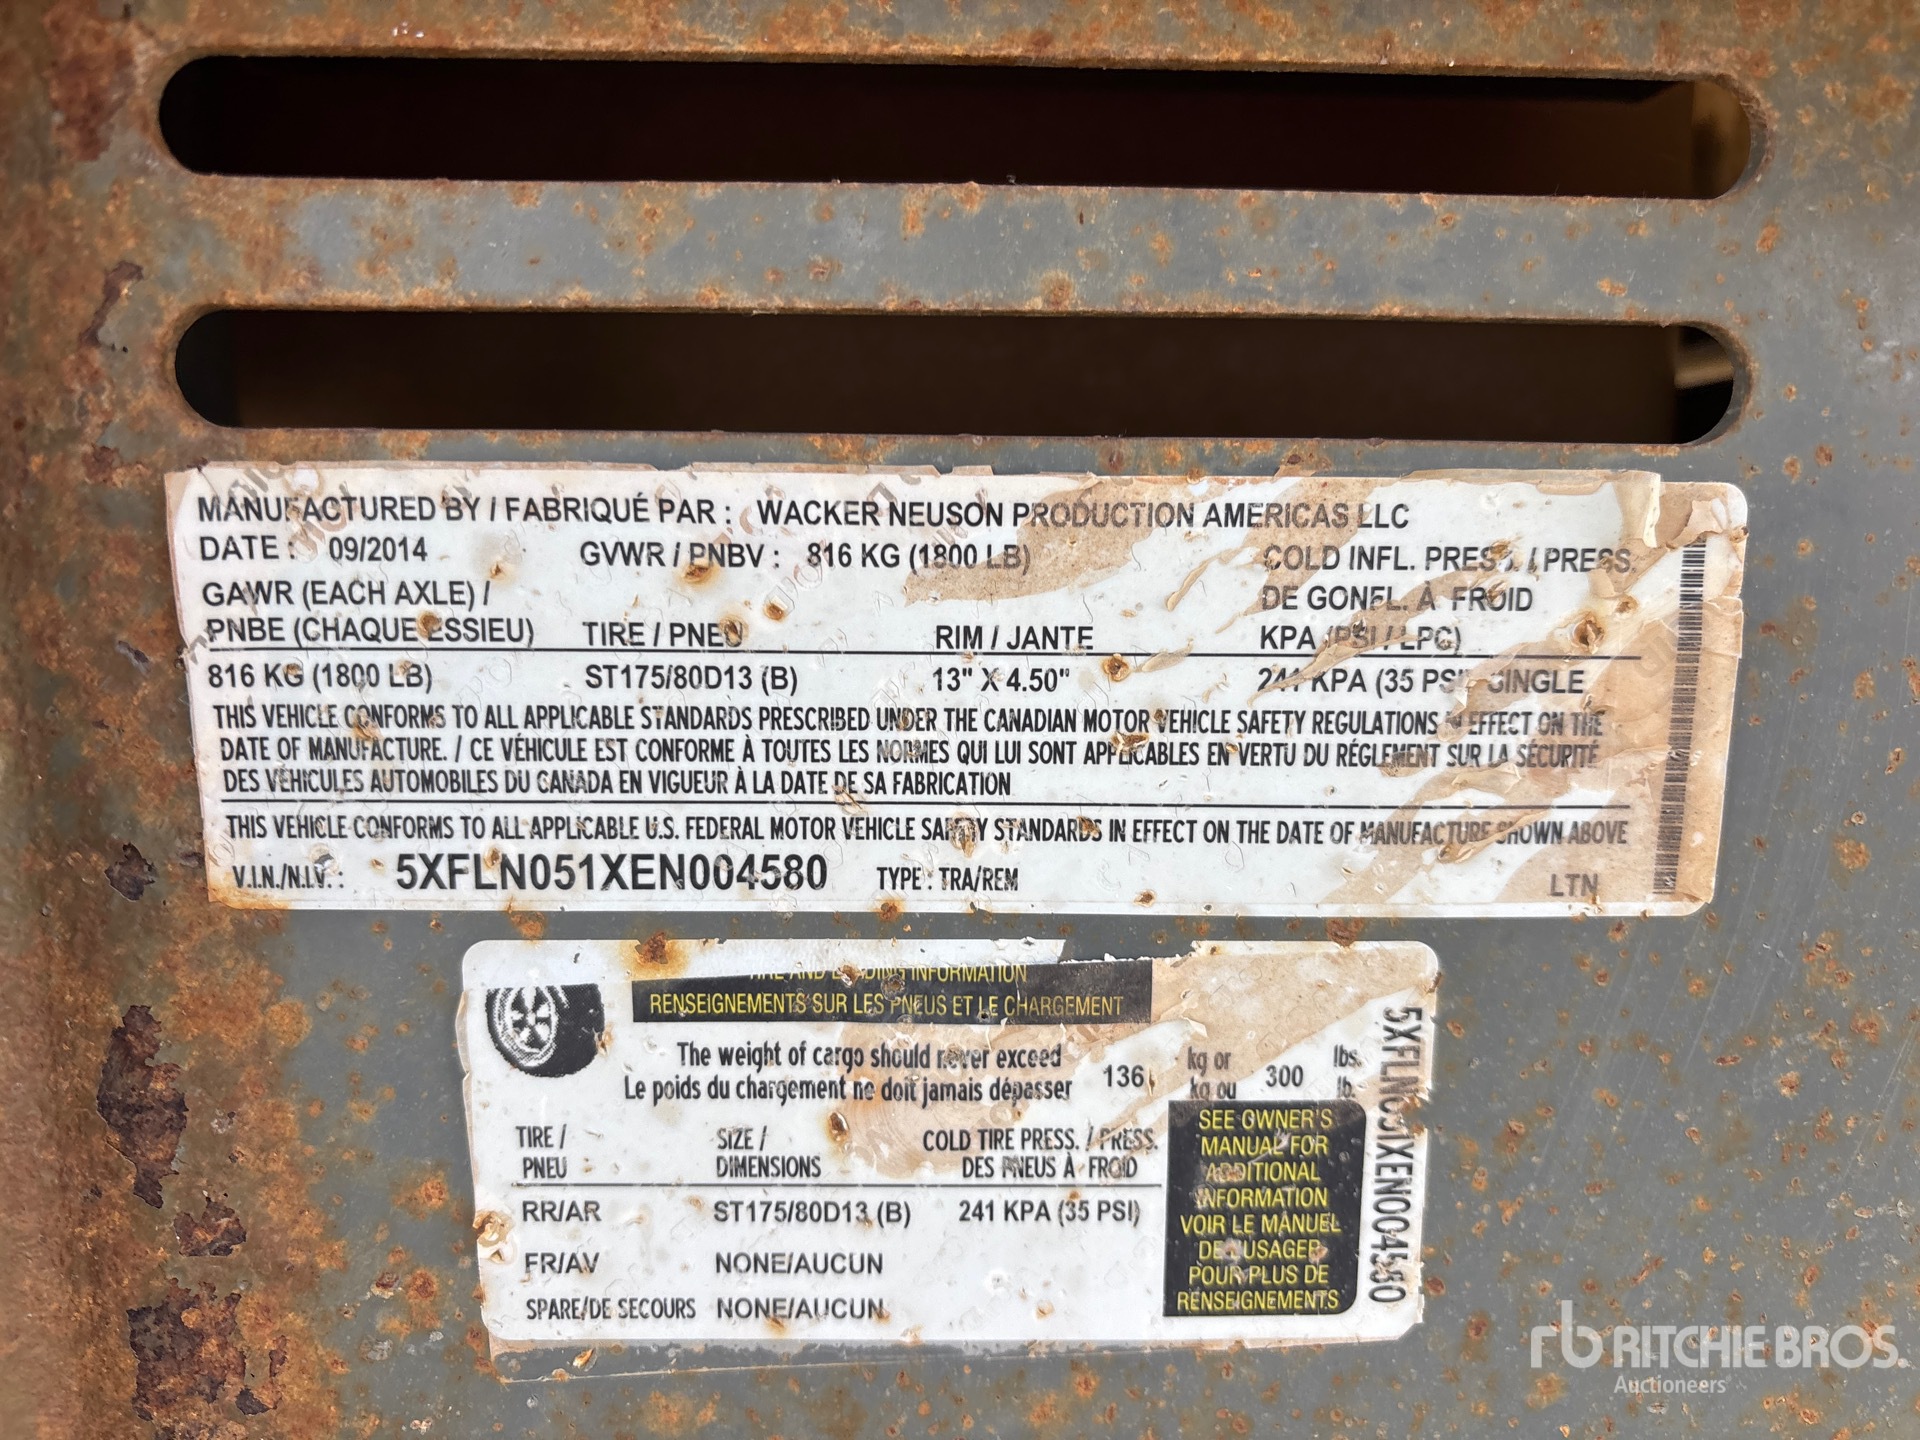 MANUFACTURED BY / FABRIQUÉ PAR : WACKER NEUSON PRODUCTION AMERICAS LLC
DATE : 09/2014 GVWR / PNBV : 816 KG (1800 LB) COLD INFL. PRESS. / PRESS.
GAWR (EACH AXLE) / DE GONFL. À FROID
PNBE (CHAQUE ESSIEU) TIRE / PNEU RIM / JANTE KPA (PSI / LPC)
816 KG (1800 LB) ST175/80D13 (B) 13" X 4.50" 241 KPA (35 PSI) SINGLE
THIS VEHICLE CONFORMS TO ALL APPLICABLE STANDARDS PRESCRIBED UNDER THE CANADIAN MOTOR VEHICLE SAFETY REGULATIONS IN EFFECT ON THE
DATE OF MANUFACTURE. / CE VÉHICULE EST CONFORME À TOUTES LES NORMES QUI LUI SONT APPLICABLES EN VERTU DU RÉGLEMENT SUR LA SÉCURITÉ
DES VÉHICULES AUTOMOBILES DU CANADA EN VIGUEUR À LA DATE DE SA FABRICATION
THIS VEHICLE CONFORMS TO ALL APPLICABLE U.S. FEDERAL MOTOR VEHICLE SAFETY STANDARDS IN EFFECT ON THE DATE OF MANUFACTURE SHOWN ABOVE
V.I.N./N.I.V. : 5XFLN051XEN004580 TYPE : TRA/REM LTN
TIRE AND LOADING INFORMATION
RENSEIGNEMENTS SUR LES PNEUS ET LE CHARGEMENT
The weight of cargo should never exceed 136 kg or 300 lbs.
Le poids du chargement ne doit jamais dépasser kg ou lb.
TIRE / SIZE / COLD TIRE PRESS. / PRESS.
PNEU DIMENSIONS DES PNEUS À FROID
RR/AR ST175/80D13 (B) 241 KPA (35 PSI)
FR/AV NONE/AUCUN
SPARE/DE SECOURS NONE/AUCUN
SEE OWNER'S
MANUAL FOR
ADDITIONAL
INFORMATION
VOIR LE MANUEL
DE L'USAGER
POUR PLUS DE
RENSEIGNEMENTS
5XFLN051XEN004580
rb RITCHIE BROS.
Auctioneers